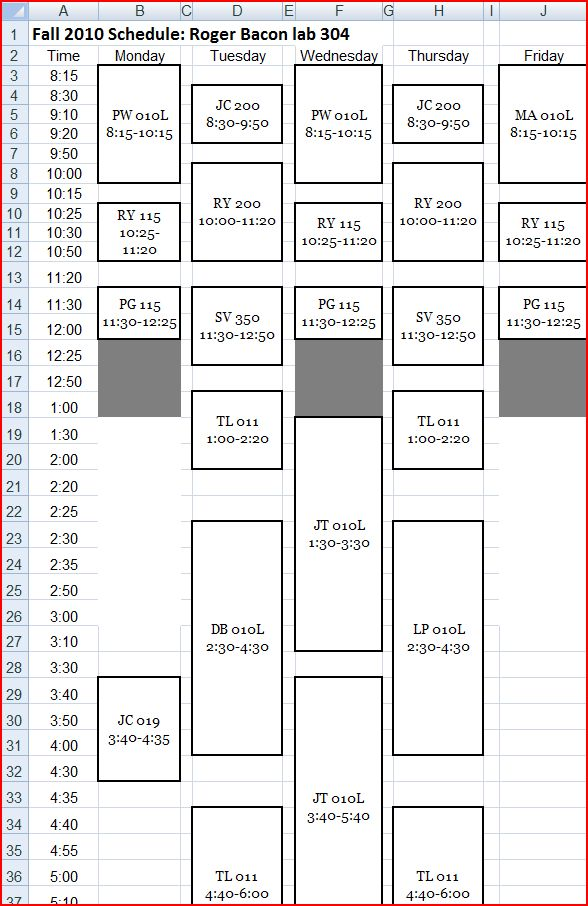 A B C D E F G H I J
1 Fall 2010 Schedule: Roger Bacon lab 304
2 Time Monday Tuesday Wednesday Thursday Friday
3 8:15
4 8:30
5 9:10
6 9:20
7 9:50
8 10:00
9 10:15
10 10:25
11 10:30
12 10:50
13 11:20
14 11:30
15 12:00
16 12:25
17 12:50
18 1:00
19 1:30
20 2:00
21 2:20
22 2:25
23 2:30
24 2:35
25 2:50
26 3:00
27 3:10
28 3:30
29 3:40
30 3:50
31 4:00
32 4:30
33 4:35
34 4:40
35 4:55
36 5:00
37 5:10
PW 010L
8:15-10:15
RY 115
10:25-
11:20
PG 115
11:30-12:25
JC 019
3:40-4:35
JC 200
8:30-9:50
RY 200
10:00-11:20
SV 350
11:30-12:50
TL 011
1:00-2:20
DB 010L
2:30-4:30
TL 011
4:40-6:00
PW 010L
8:15-10:15
RY 115
10:25-11:20
PG 115
11:30-12:25
JT 010L
1:30-3:30
JT 010L
3:40-5:40
JC 200
8:30-9:50
RY 200
10:00-11:20
SV 350
11:30-12:50
TL 011
1:00-2:20
LP 010L
2:30-4:30
TL 011
4:40-6:00
MA 010L
8:15-10:15
RY 115
10:25-11:20
PG 115
11:30-12:25